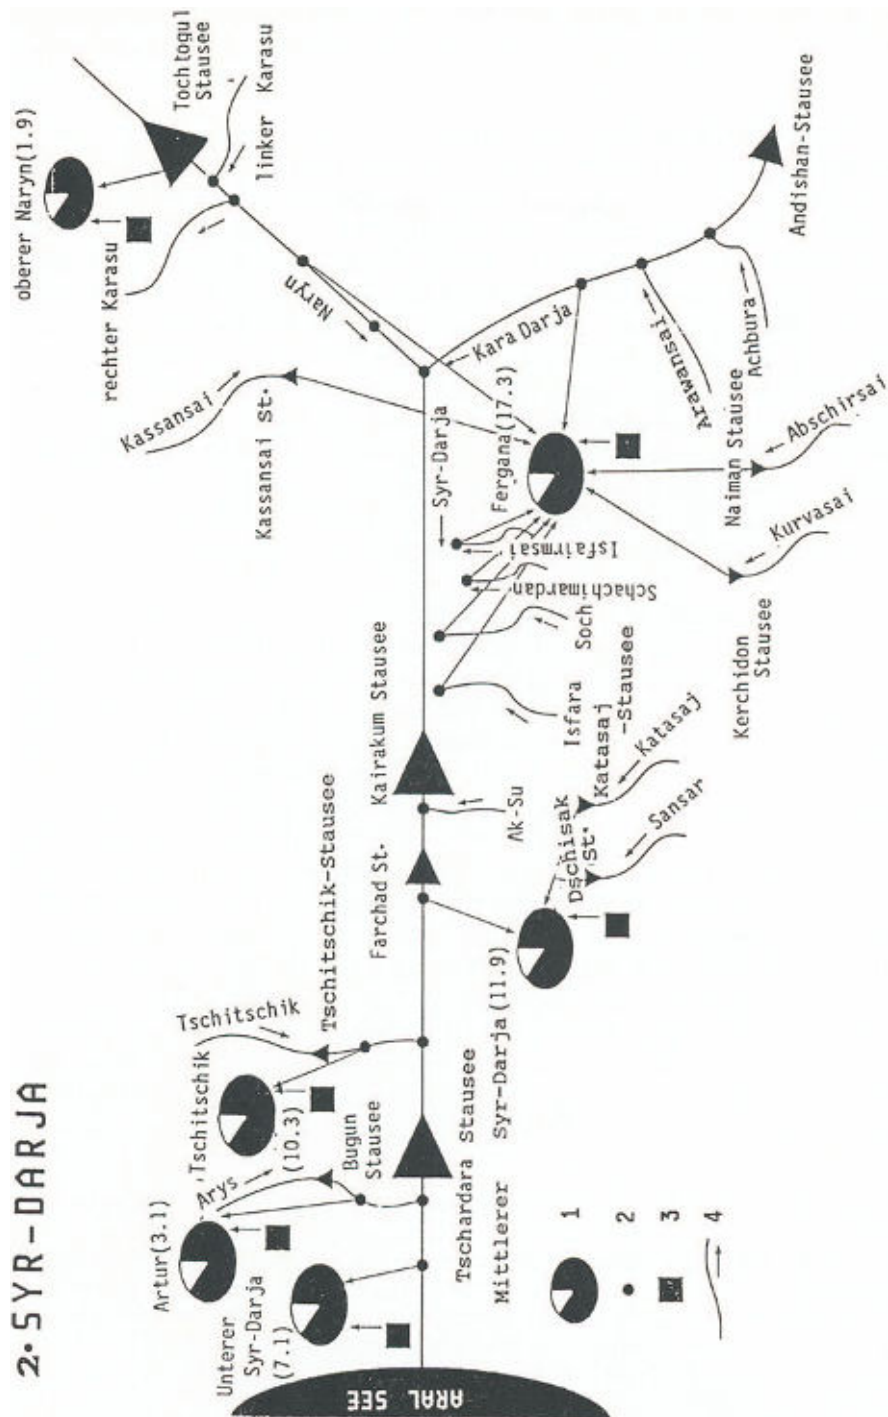 2. SYR-DARJA
oberer Naryn(1.9)
Tochtogul
Stausee
linker Karasu
rechter Karasu
Naryn
Kassansai
Kassansai St.
Syr-Darja
Kara Darja
Andishan-Stausee
Achbura
Arawansai
Fergana(17.3)
Naiman Stausee
Abschirsai
Kurvasai
Kerchidon
Stausee
Isfairmsai
Schachimardan
Soch
Isfara
Kairakum Stausee
Katasaj
-Stausee
Katasaj
Ak-Su
Dschisak
St.
Sansar
Farchad St.
Tschitschik-Stausee
Tschitschik
Tschitschik
(10.3)
Mittlerer Syr-Darja(11.9)
Tschardara Stausee
Bugun
Stausee
Arys
Artur(3.1)
Unterer
Syr-Darja
(7.1)
ARAL SEE
1
2
3
4